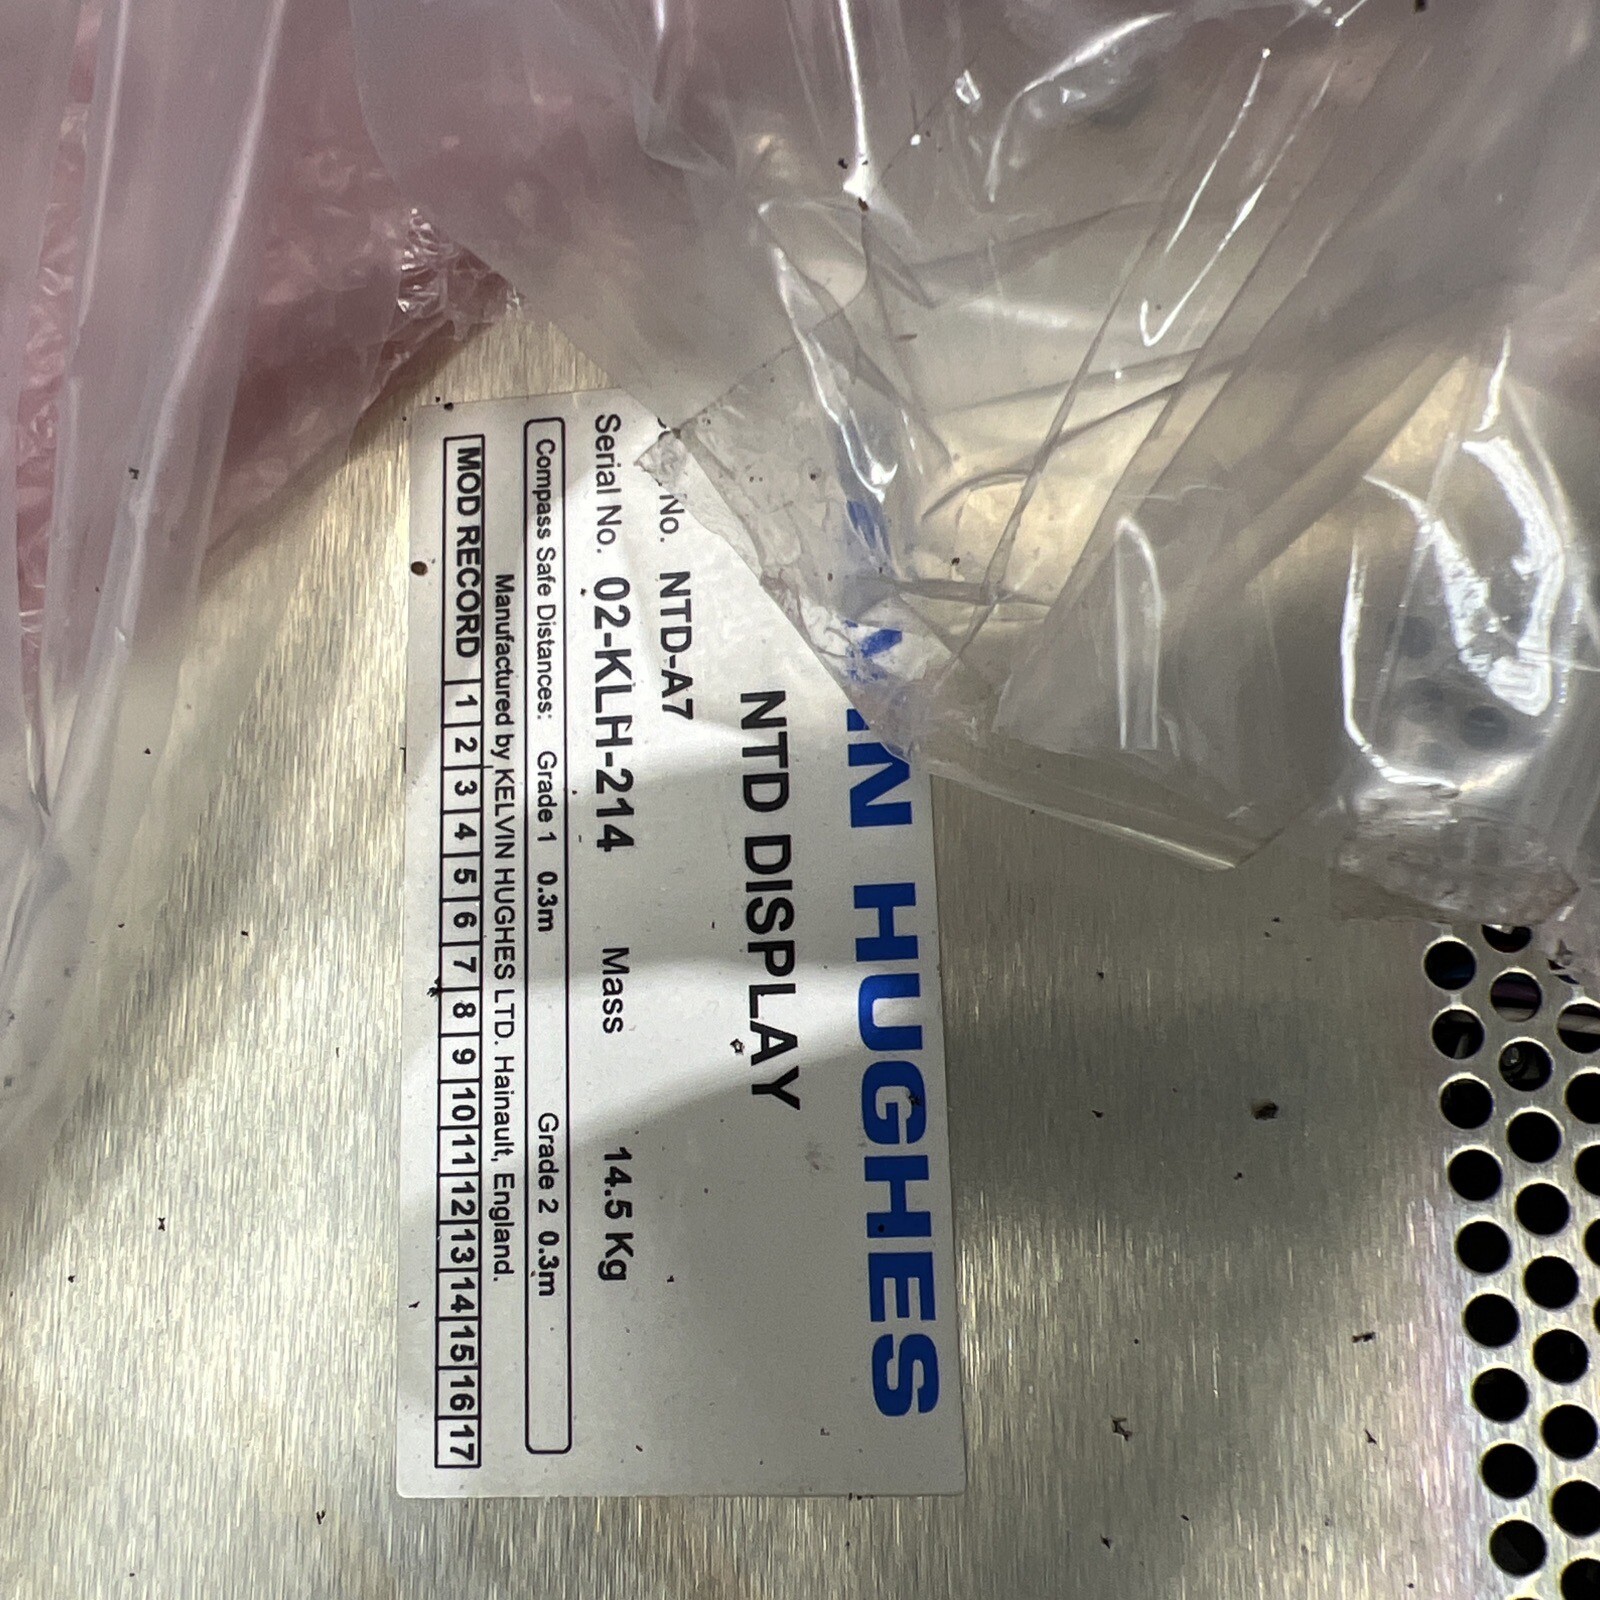 IN HUGHES
NTD DISPLAY
No. NTD-A7
Serial No. 02-KLH-214 Mass 14.5 Kg
Compass Safe Distances: Grade 1 0.3m Grade 2 0.3m
Manufactured by KELVIN HUGHES LTD. Hainault, England.
MOD RECORD 1 2 3 4 5 6 7 8 9 10 11 12 13 14 15 16 17